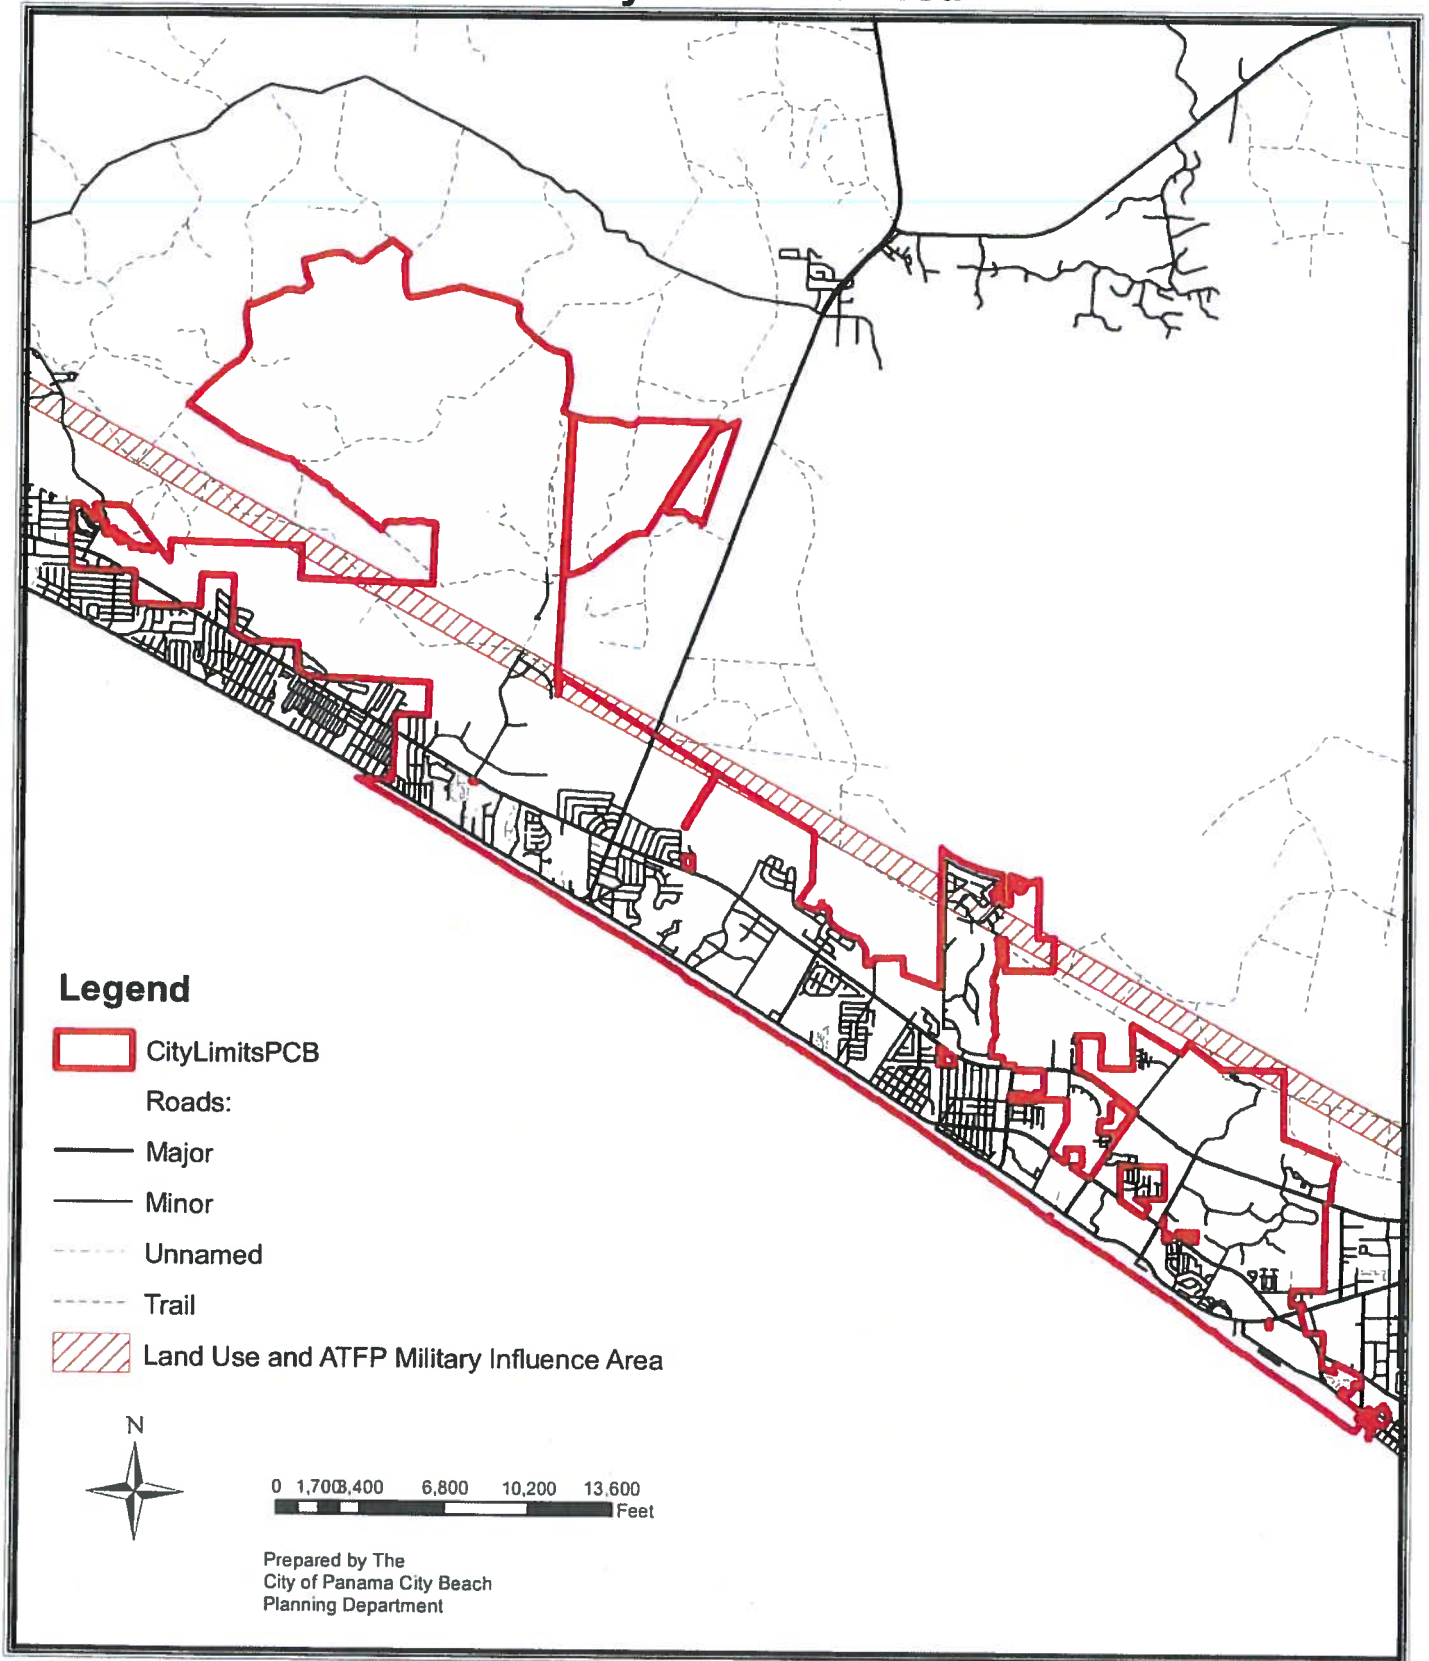 Legend
CityLimitsPCB
Roads:
Major
Minor
Unnamed
Trail
Land Use and ATFP Military Influence Area
N
0 1,700 3,400 6,800 10,200 13,600
Feet
Prepared by The
City of Panama City Beach
Planning Department